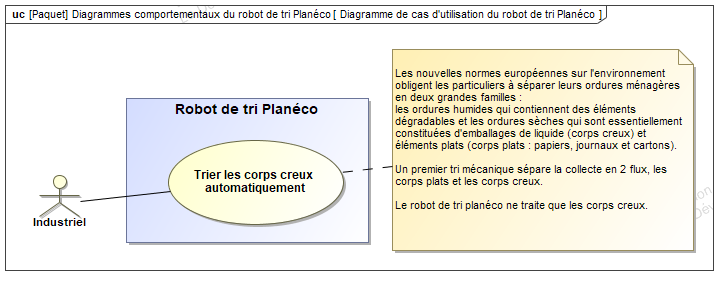 uc [Paquet] Diagrammes comportementaux du robot de tri Planéco [ Diagramme de cas d'utilisation du robot de tri Planéco ]
Robot de tri Planéco
Trier les corps creux
automatiquement
Industriel
Les nouvelles normes européennes sur l'environnement
obligent les particuliers à séparer leurs ordures ménagères
en deux grandes familles :
les ordures humides qui contiennent des éléments
dégradables et les ordures sèches qui sont essentiellement
constituées d'emballages de liquide (corps creux) et
éléments plats (corps plats : papiers, journaux et cartons).
Un premier tri mécanique sépare la collecte en 2 flux, les
corps plats et les corps creux.
Le robot de tri planéco ne traite que les corps creux.